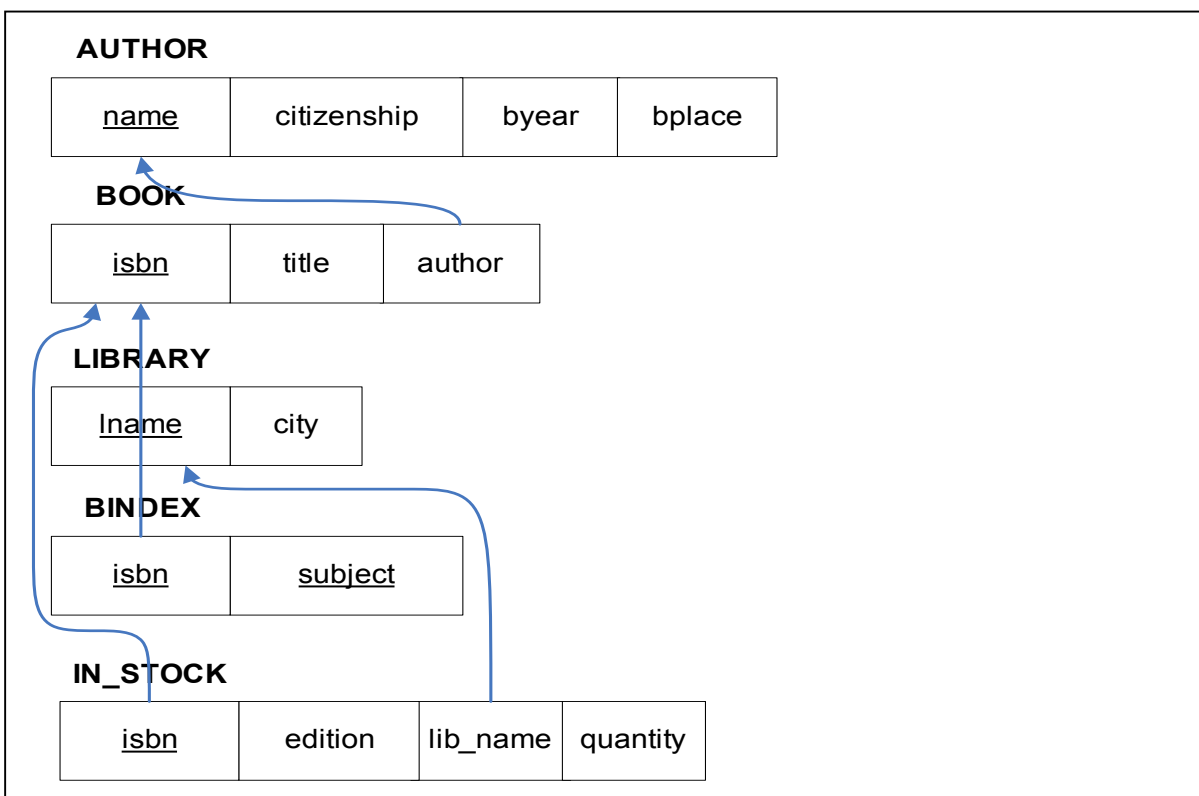 AUTHOR
name citizenship byear bplace
BOOK
isbn title author
LIBRARY
lname city
BINDEX
isbn subject
IN_STOCK
isbn edition lib_name quantity